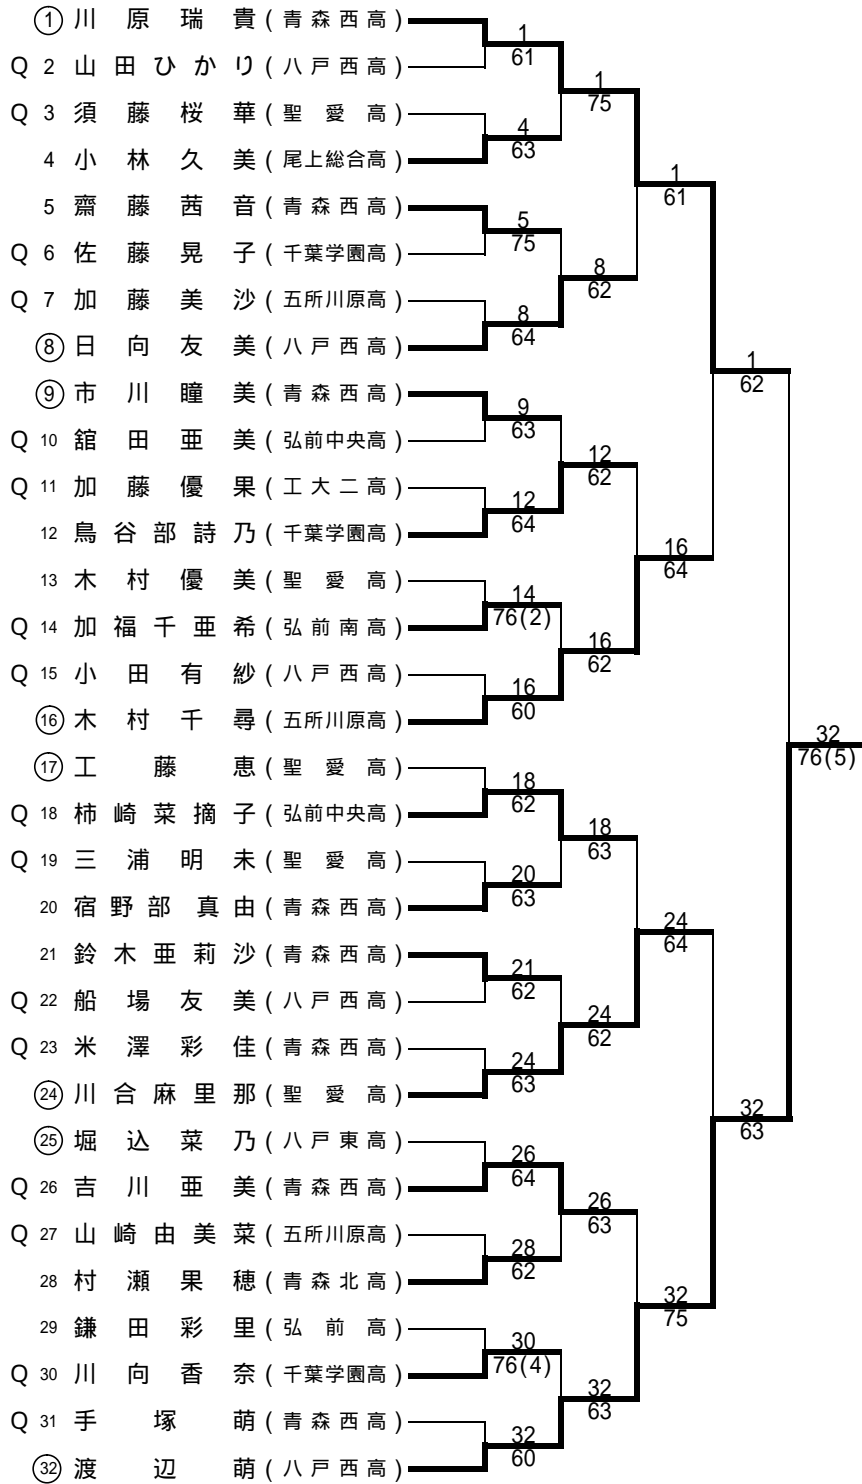 ① 川原瑞貴 (青森西高)
Q 2 山田ひかり (八戸西高)
Q 3 須藤桜華 (聖愛高)
4 小林久美 (尾上総合高)
5 齋藤茜音 (青森西高)
Q 6 佐藤晃子 (千葉学園高)
Q 7 加藤美沙 (五所川原高)
⑧ 日向友美 (八戸西高)
⑨ 市川瞳美 (青森西高)
Q 10 舘田亜美 (弘前中央高)
Q 11 加藤優果 (工大二高)
12 鳥谷部詩乃 (千葉学園高)
13 木村優美 (聖愛高)
Q 14 加福千亜希 (弘前南高)
Q 15 小田有紗 (八戸西高)
⑯ 木村千尋 (五所川原高)
⑰ 工藤恵 (聖愛高)
Q 18 柿崎菜摘子 (弘前中央高)
Q 19 三浦明未 (聖愛高)
20 宿野部真由 (青森西高)
21 鈴木亜莉沙 (青森西高)
Q 22 船場友美 (八戸西高)
Q 23 米澤彩佳 (青森西高)
㉔ 川合麻里那 (聖愛高)
㉕ 堀込菜乃 (八戸東高)
Q 26 吉川亜美 (青森西高)
Q 27 山崎由美菜 (五所川原高)
28 村瀬果穂 (青森北高)
29 鎌田彩里 (弘前高)
Q 30 川向香奈 (千葉学園高)
Q 31 手塚萌 (青森西高)
㉜ 渡辺萌 (八戸西高)
1
61
4
63
5
75
8
64
9
63
12
64
14
76(2)
16
60
18
62
20
63
21
62
24
63
26
64
28
62
30
76(4)
32
60
1
75
8
62
12
62
16
62
18
63
24
62
26
63
32
63
1
61
16
64
24
64
32
75
1
62
32
63
32
76(5)